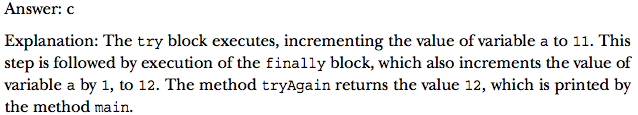 Answer: c
Explanation: The try block executes, incrementing the value of variable a to 11. This
step is followed by execution of the finally block, which also increments the value of
variable a by 1, to 12. The method tryAgain returns the value 12, which is printed by
the method main.